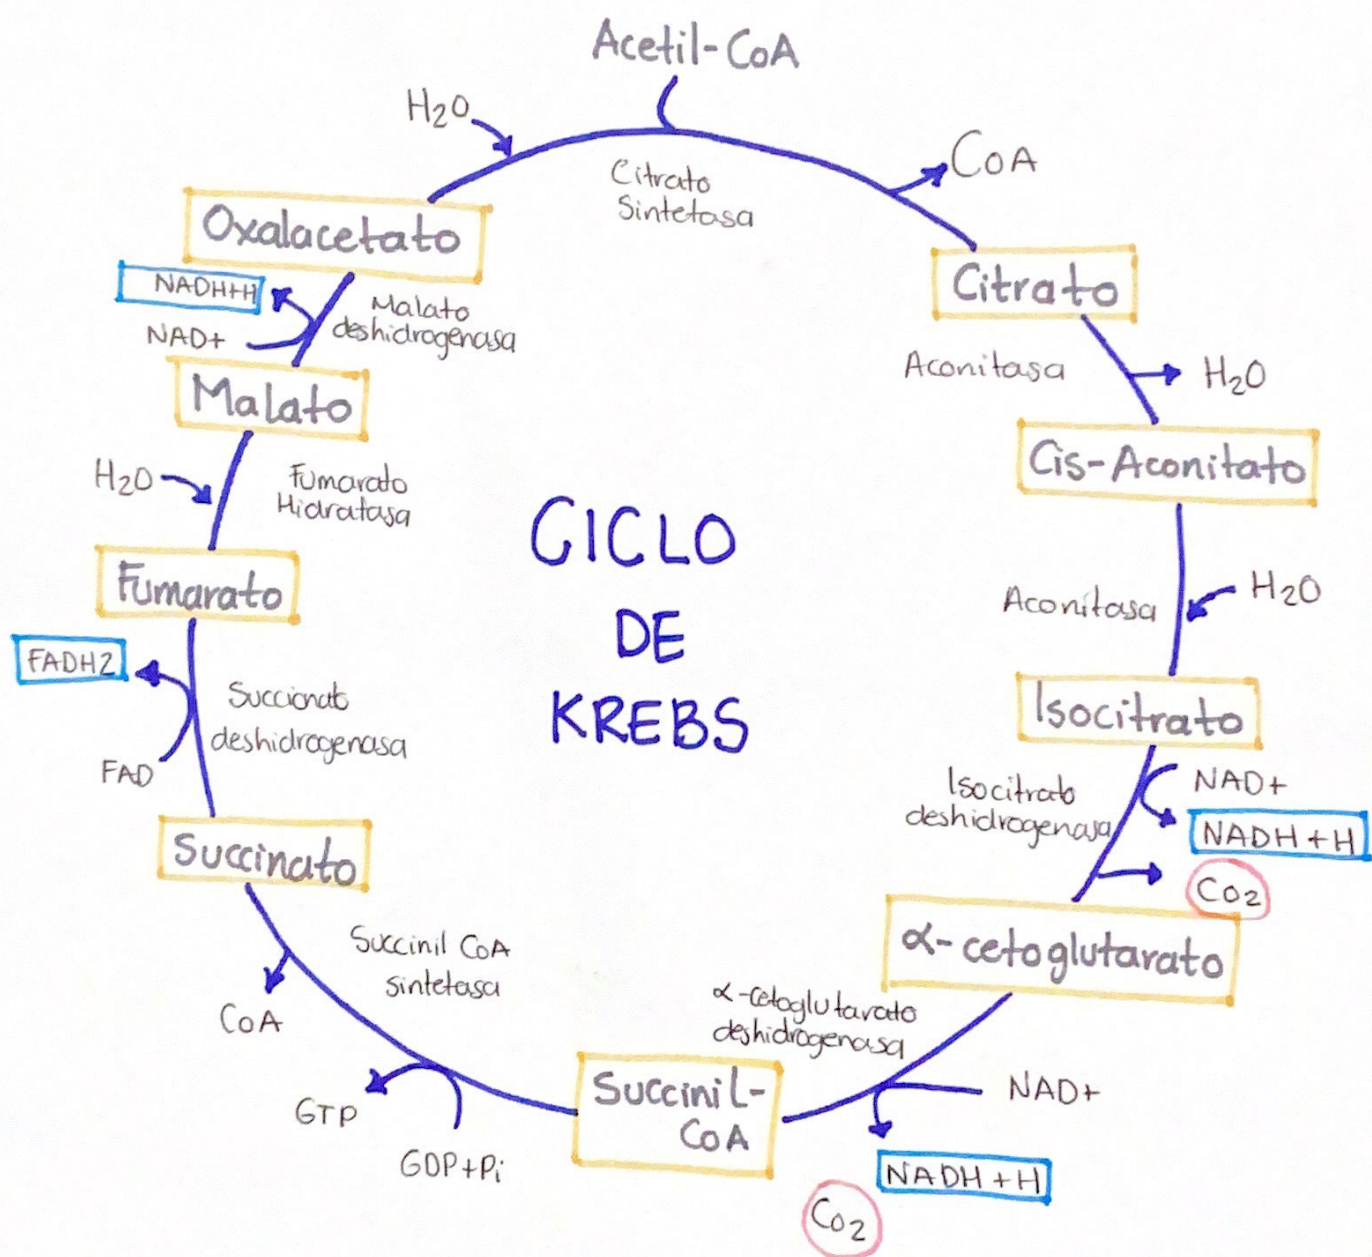 Acetil-CoA
H2O
CoA
Citrato
Sintetasa
Oxalacetato
Citrato
NADH+H
NAD+
Malato
deshidrogenasa
Aconitasa
H2O
Malato
Cis-Aconitato
H2O
Fumarato
Hidratasa
CICLO
DE
KREBS
Aconitasa
H2O
Fumarato
FADH2
Succionato
deshidrogenasa
FAD
Isocitrato
Isocitrato
deshidrogenasa
NAD+
NADH+H
CO2
Succinato
α-cetoglutarato
Succinil CoA
sintetasa
CoA
α-cetoglutarato
deshidrogenasa
Succinil-
CoA
NAD+
NADH+H
CO2
GTP
GDP+Pi